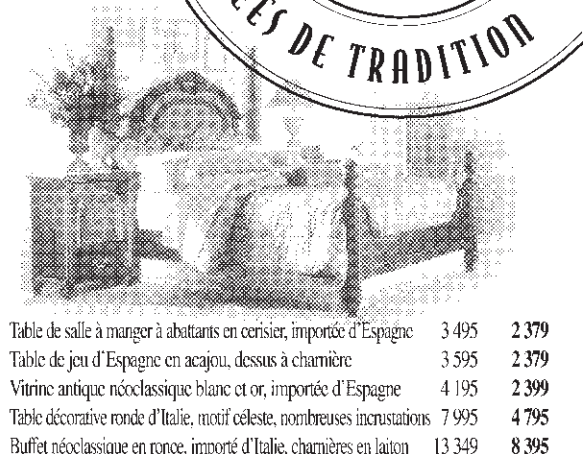 ÉES DE TRADITION
Table de salle à manger à abattants en cerisier, importée d'Espagne 3 495 2 379
Table de jeu d'Espagne en acajou, dessus à charnière 3 595 2 379
Vitrine antique néoclassique blanc et or, importée d'Espagne 4 195 2 399
Table décorative ronde d'Italie, motif céleste, nombreuses incrustations 7 995 4 795
Buffet néoclassique en ronce, importé d'Italie, charnières en laiton 13 349 8 395